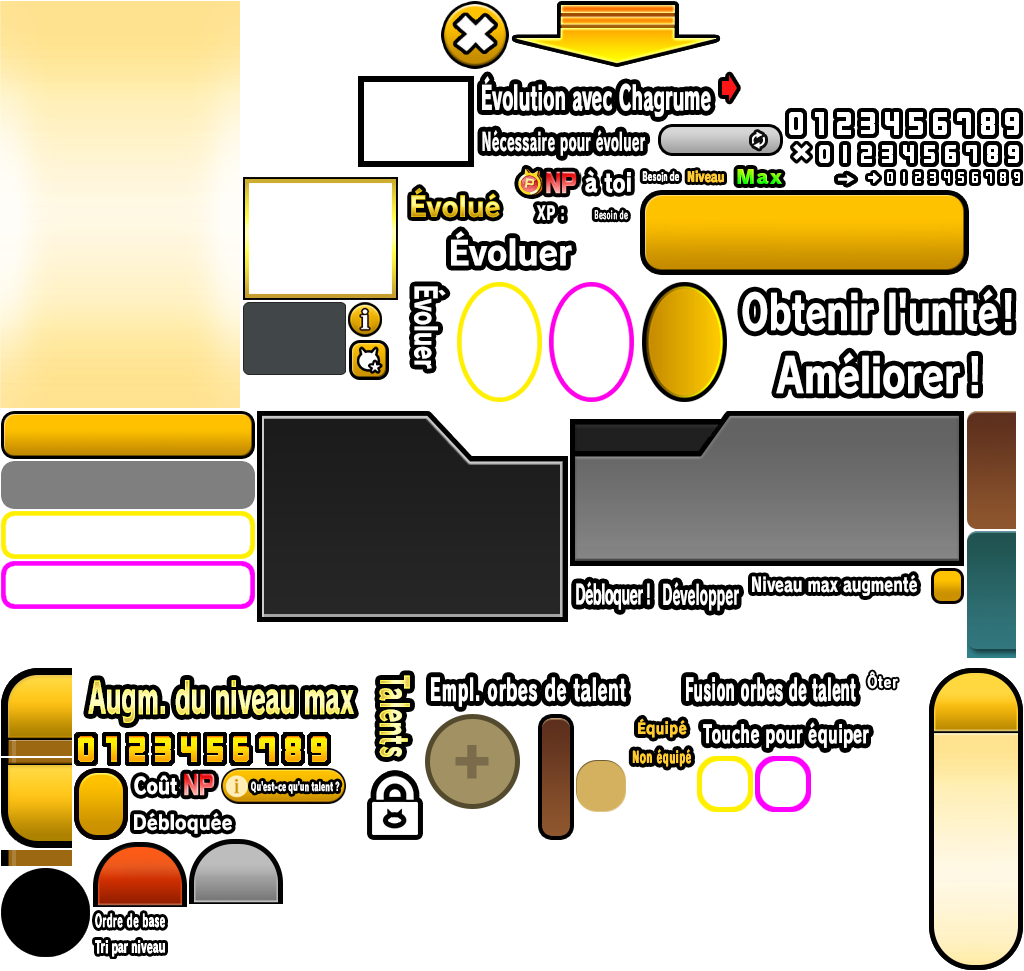 Évolution avec Chagrume
Nécessaire pour évoluer
0123456789
×0123456789
0123456789
NP à toi
Besoin de Niveau Max
Évolué
XP :
Besoin de
Évoluer
Évoluer
Obtenir l'unité!
Améliorer !
Débloquer ! Développer
Niveau max augmenté
Augm. du niveau max
0123456789
Talents
Empl. orbes de talent
Fusion orbes de talent
Ôter
Équipé
Touche pour équiper
Non équipé
Coût NP
Qu'est-ce qu'un talent ?
Débloquée
Ordre de base
Tri par niveau